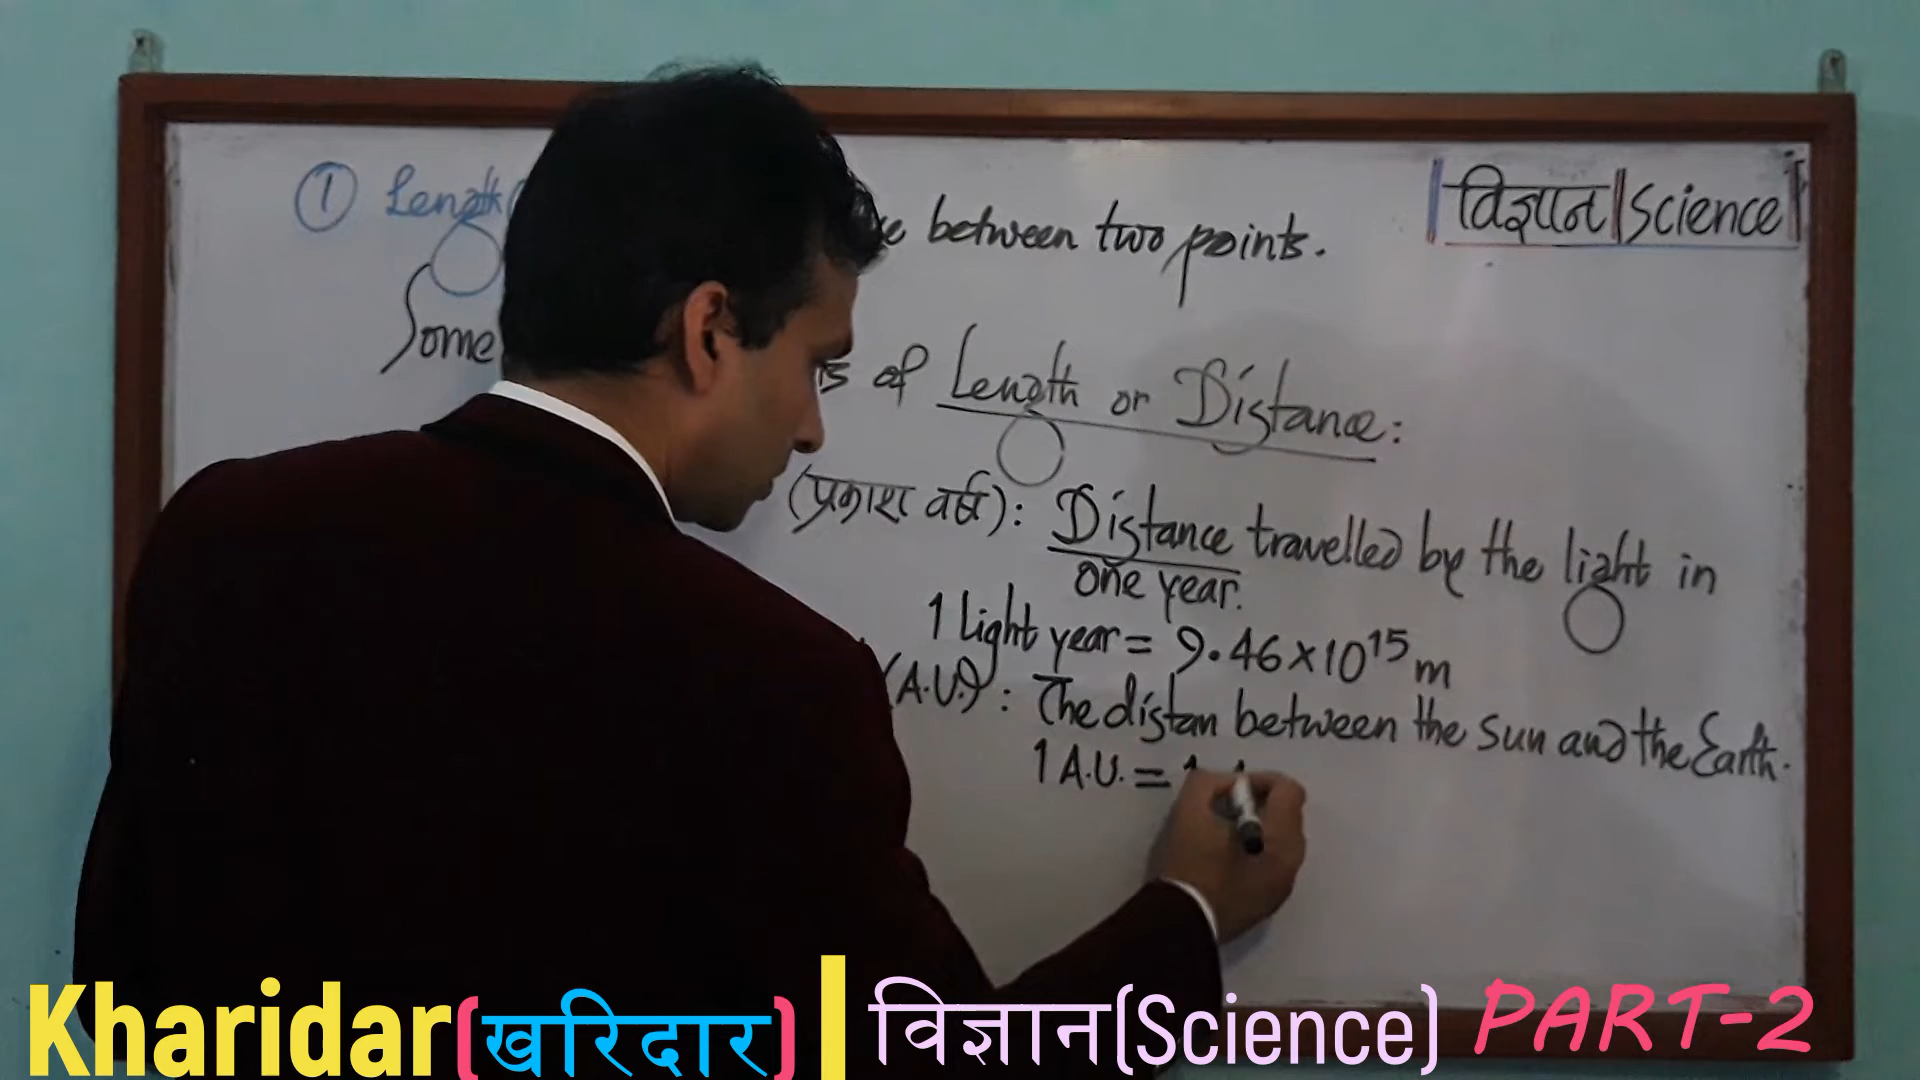 ① Length
विज्ञान | Science
between two points.
Some
of Length or Distance:
(प्रकाश वर्ष): Distance travelled by the light in
one year.
1 light year = 9.46×10¹⁵ m
(A.U.): The distan between the sun and the Earth.
1 A.U. =
Kharidar(खरिदार) | विज्ञान(Science) PART-2